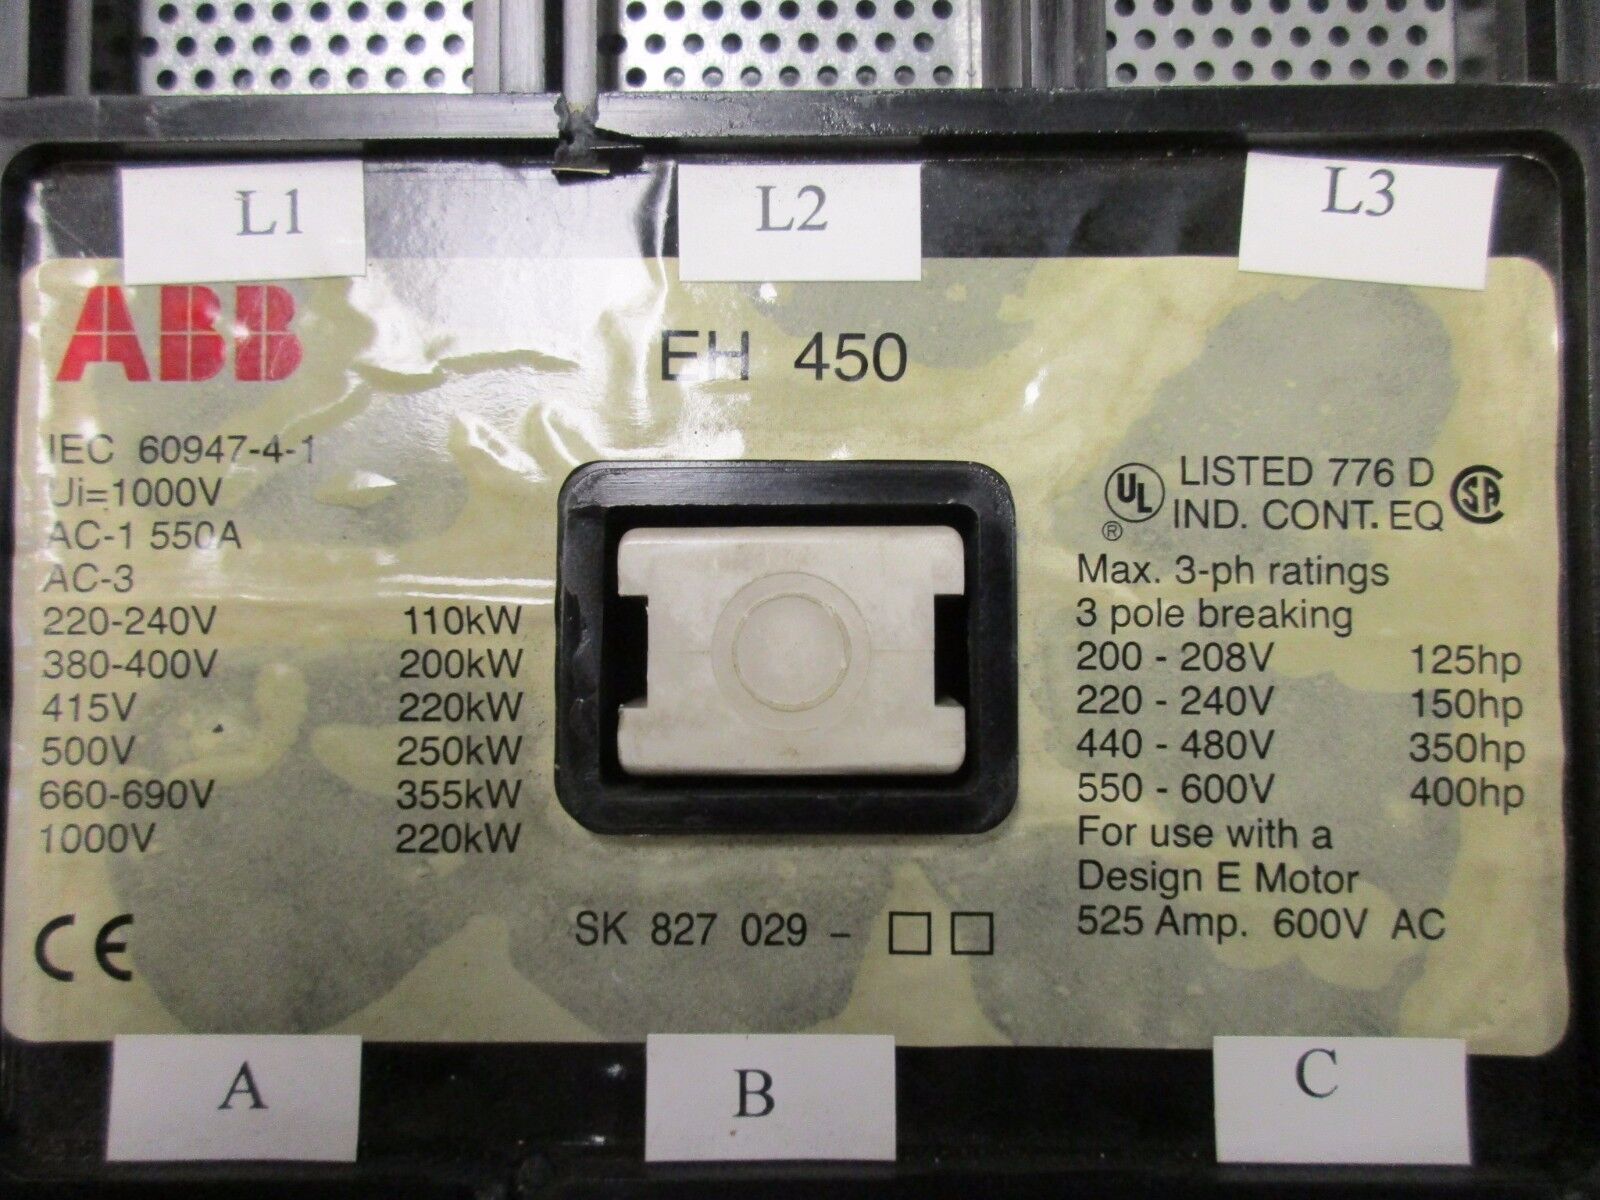 L1
L2
L3
ABB
EH 450
IEC 60947-4-1
Ui=1000V
AC-1 550A
AC-3
220-240V 110kW
380-400V 200kW
415V 220kW
500V 250kW
660-690V 355kW
1000V 220kW
CE
SK 827 029 - □ □
UL
®
LISTED 776 D
IND. CONT. EQ
SA
Max. 3-ph ratings
3 pole breaking
200 - 208V 125hp
220 - 240V 150hp
440 - 480V 350hp
550 - 600V 400hp
For use with a
Design E Motor
525 Amp. 600V AC
A
B
C